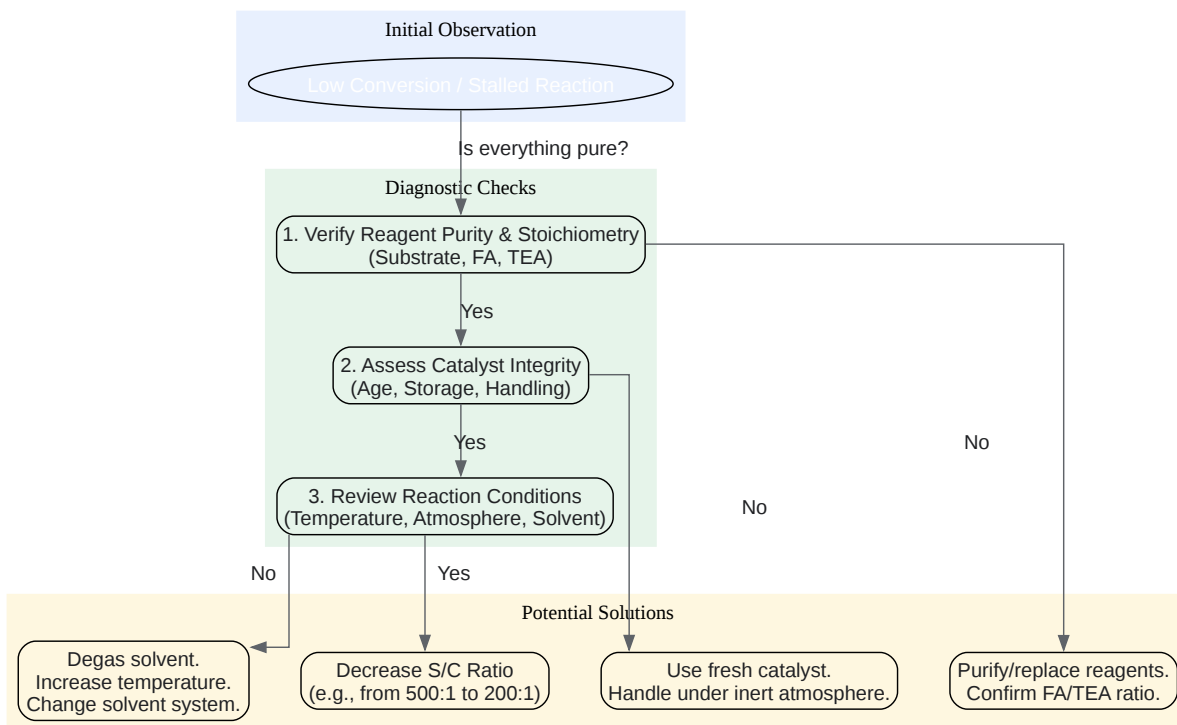 Initial Observation
Low Conversion / Stalled Reaction
Is everything pure?
Diagnostic Checks
1. Verify Reagent Purity & Stoichiometry
(Substrate, FA, TEA)
Yes
2. Assess Catalyst Integrity
(Age, Storage, Handling)
Yes
No
3. Review Reaction Conditions
(Temperature, Atmosphere, Solvent)
No
No
Yes
Potential Solutions
Degas solvent.
Increase temperature.
Change solvent system.
Decrease S/C Ratio
(e.g., from 500:1 to 200:1)
Use fresh catalyst.
Handle under inert atmosphere.
Purify/replace reagents.
Confirm FA/TEA ratio.